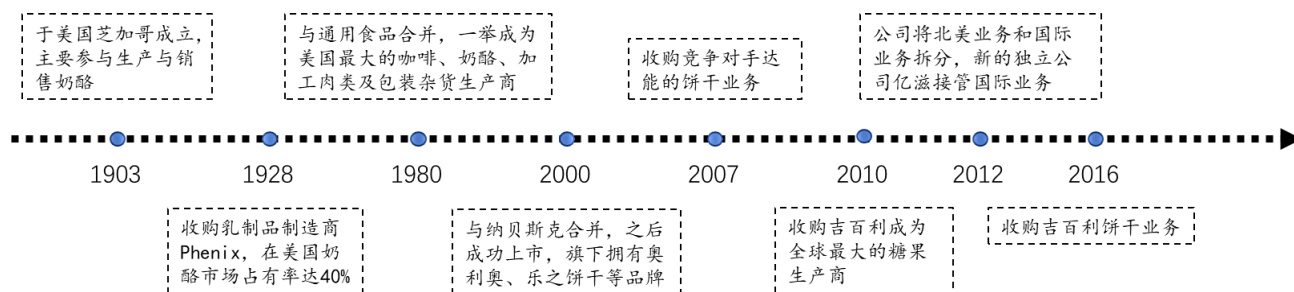 于美国芝加哥成立,
主要参与生产与销
售奶酪
与通用食品合并，一举成为
美国最大的咖啡、奶酪、加
工肉类及包装杂货生产商
收购竞争对手达
能的饼干业务
公司将北美业务和国际
业务拆分，新的独立公
司亿滋接管国际业务
1903
1928
1980
2000
2007
2010
2012
2016
收购乳制品制造商
Phenix，在美国奶
酪市场占有率达40%
与纳贝斯克合并，之后
成功上市，旗下拥有奥
利奥、乐之饼干等品牌
收购吉百利成为
全球最大的糖果
生产商
收购吉百利饼干业务